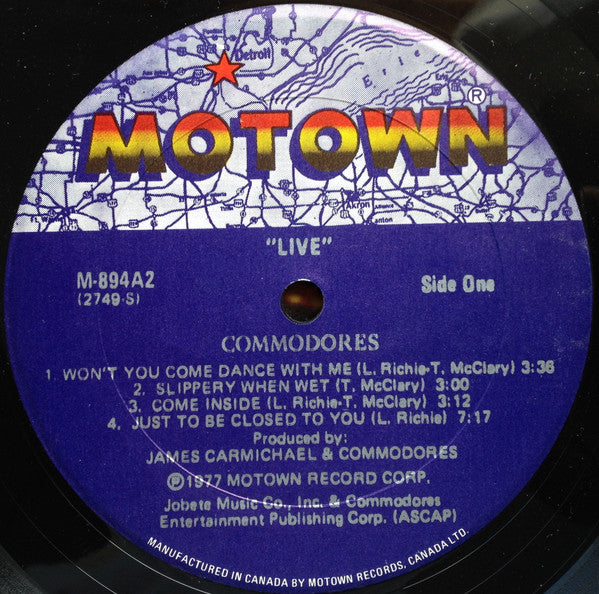 Detroit
Erie
MOTOWN®
Akron
"LIVE"
M-894A2
Side One
(2749-S)
COMMODORES
1. WON'T YOU COME DANCE WITH ME (L. Richie-T. McClary) 3:36
2. SLIPPERY WHEN WET (T. McClary) 3:00
3. COME INSIDE (L. Richie-T. McClary) 3:12
4. JUST TO BE CLOSED TO YOU (L. Richie) 7:17
Produced by:
JAMES CARMICHAEL & COMMODORES
℗1977 MOTOWN RECORD CORP.
Jobete Music Co., Inc. & Commodores
Entertainment Publishing Corp. (ASCAP)
MANUFACTURED IN CANADA BY MOTOWN RECORDS, CANADA LTD.